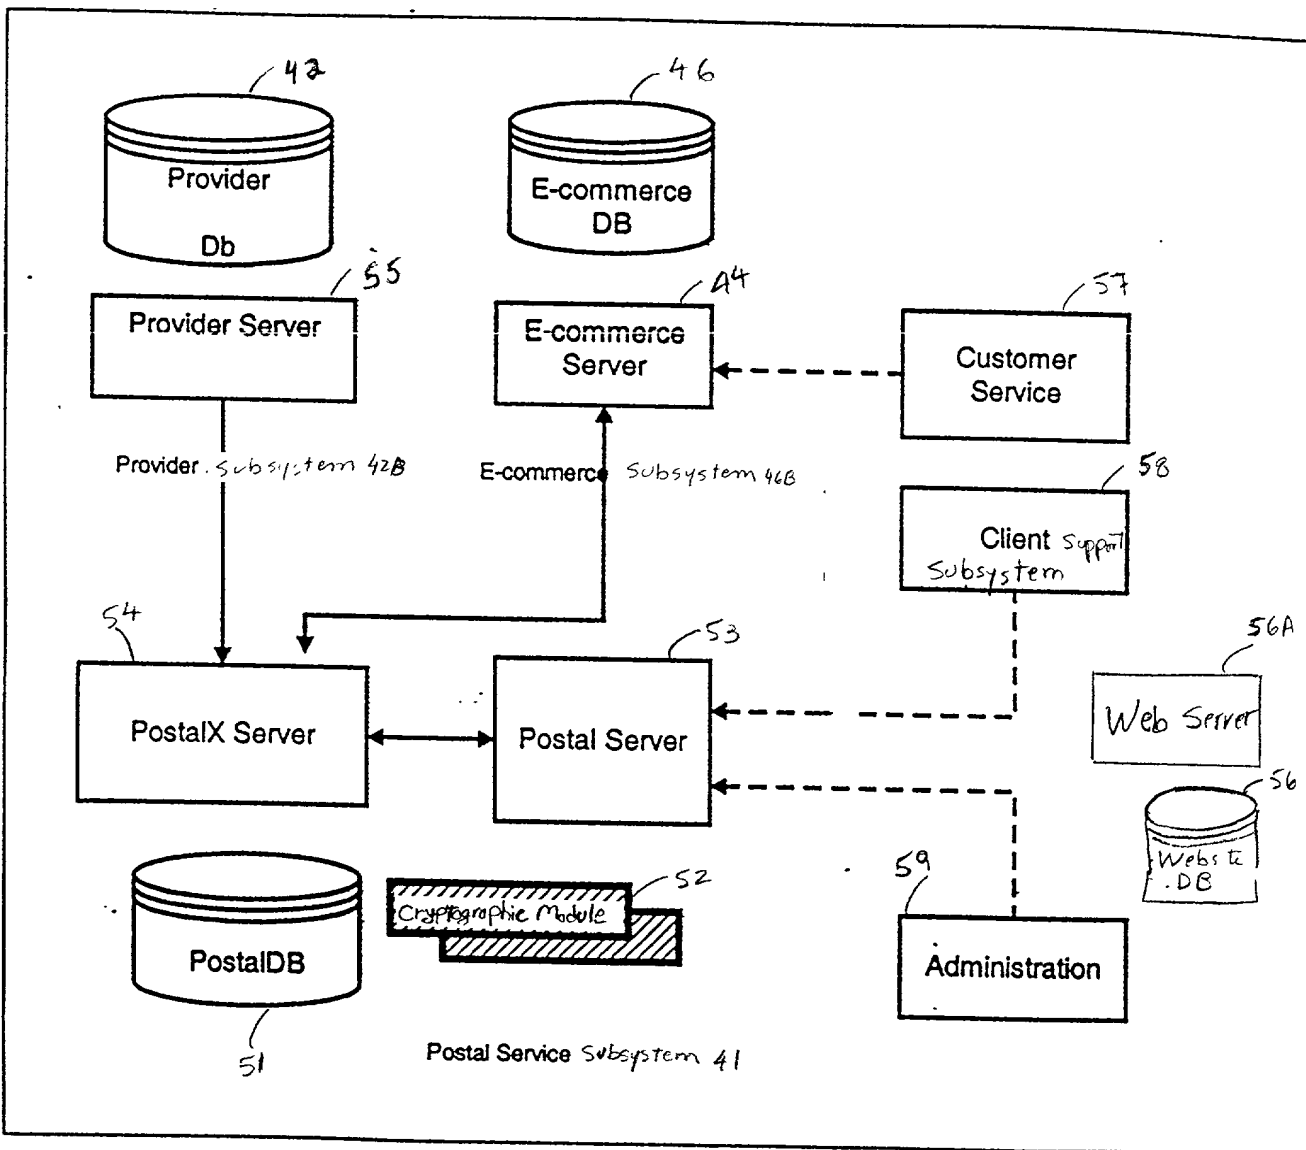 42
46
Provider
Db
E-commerce
DB
55
A4
57
Provider Server
E-commerce
Server
Customer
Service
Provider Subsystem 42B
E-commerce Subsystem 46B
58
Client Support
Subsystem
54
53
56A
PostalX Server
Postal Server
Web Server
56
Website
DB
59
52
Cryptographic Module
PostalDB
Administration
51
Postal Service Subsystem 41